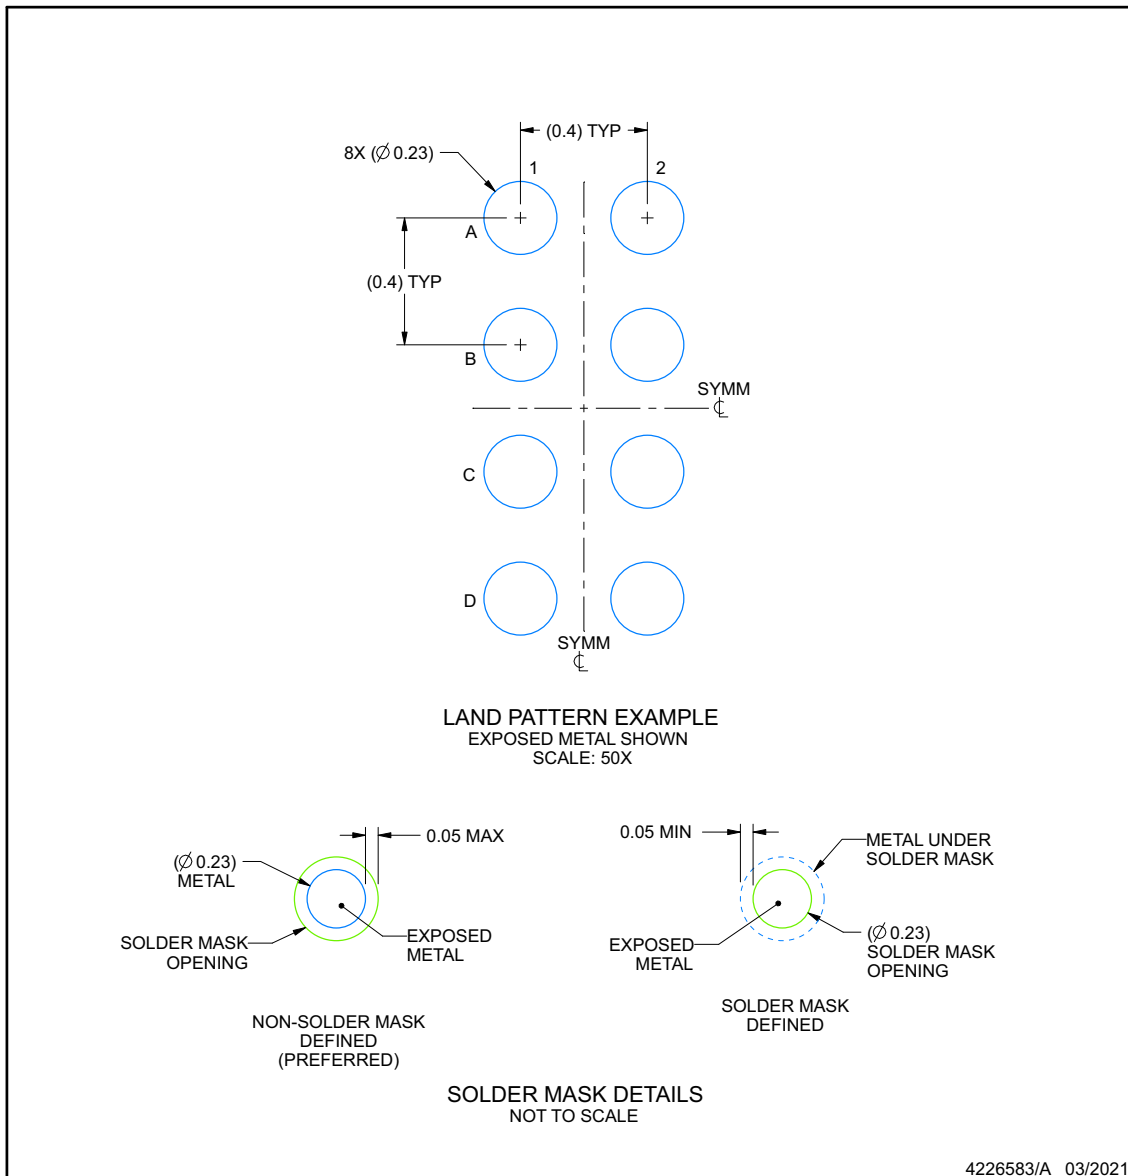 (0.4) TYP
8X (∅ 0.23)
1
2
A
(0.4) TYP
B
SYMM
℄
C
D
SYMM
℄
LAND PATTERN EXAMPLE
EXPOSED METAL SHOWN
SCALE: 50X
0.05 MAX
(∅ 0.23)
METAL
SOLDER MASK
OPENING
EXPOSED
METAL
NON-SOLDER MASK
DEFINED
(PREFERRED)
0.05 MIN
METAL UNDER
SOLDER MASK
EXPOSED
METAL
(∅ 0.23)
SOLDER MASK
OPENING
SOLDER MASK
DEFINED
SOLDER MASK DETAILS
NOT TO SCALE
4226583/A 03/2021